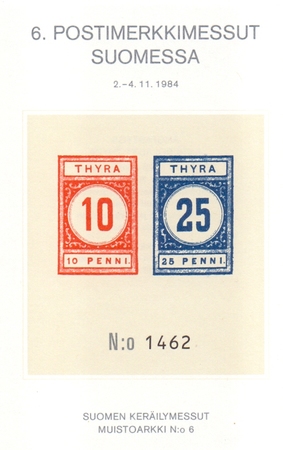 6. POSTIMERKKIMESSUT
SUOMESSA
2.–4.11.1984
THYRA
10
10 PENNI.
THYRA
25
25 PENNI.
N:o 1462
SUOMEN KERÄILYMESSUT
MUISTOARKKI N:o 6